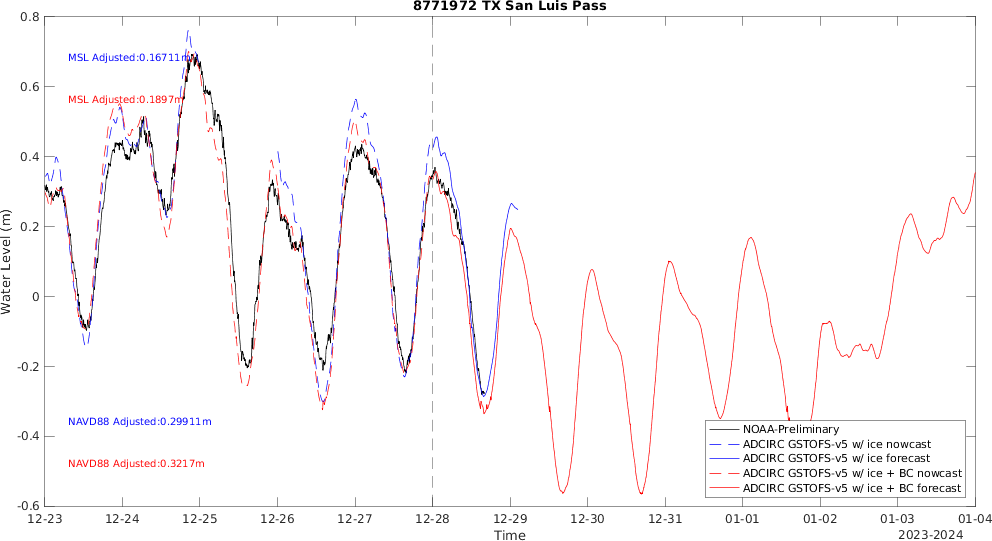 8771972 TX San Luis Pass
0.8
0.6
0.4
0.2
0
-0.2
-0.4
-0.6
Water Level (m)
MSL Adjusted:0.16711m
MSL Adjusted:0.1897m
NAVD88 Adjusted:0.29911m
NAVD88 Adjusted:0.3217m
NOAA-Preliminary
ADCIRC GSTOFS-v5 w/ ice nowcast
ADCIRC GSTOFS-v5 w/ ice forecast
ADCIRC GSTOFS-v5 w/ ice + BC nowcast
ADCIRC GSTOFS-v5 w/ ice + BC forecast
12-23 12-24 12-25 12-26 12-27 12-28 12-29 12-30 12-31 01-01 01-02 01-03 01-04
Time
2023-2024